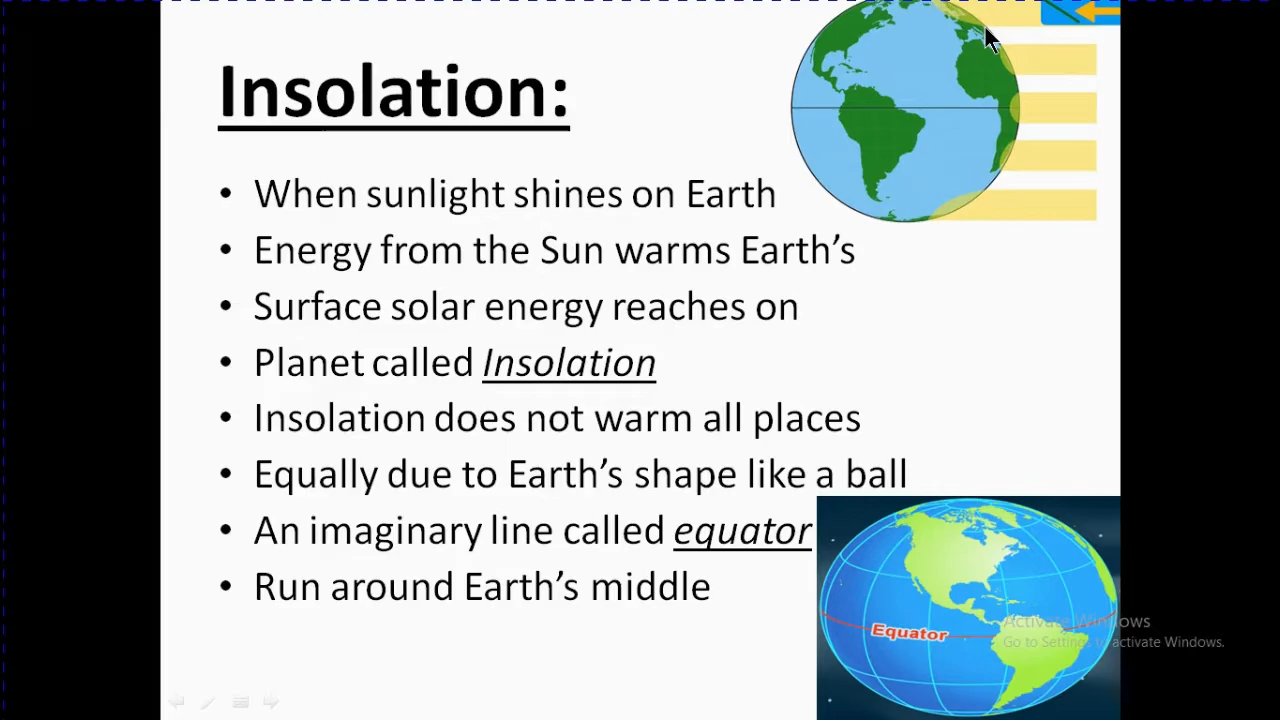 Insolation:
• When sunlight shines on Earth
• Energy from the Sun warms Earth’s
• Surface solar energy reaches on
• Planet called Insolation
• Insolation does not warm all places
• Equally due to Earth’s shape like a ball
• An imaginary line called equator
• Run around Earth’s middle
Equator
Activate Windows
Go to Settings to activate Windows.